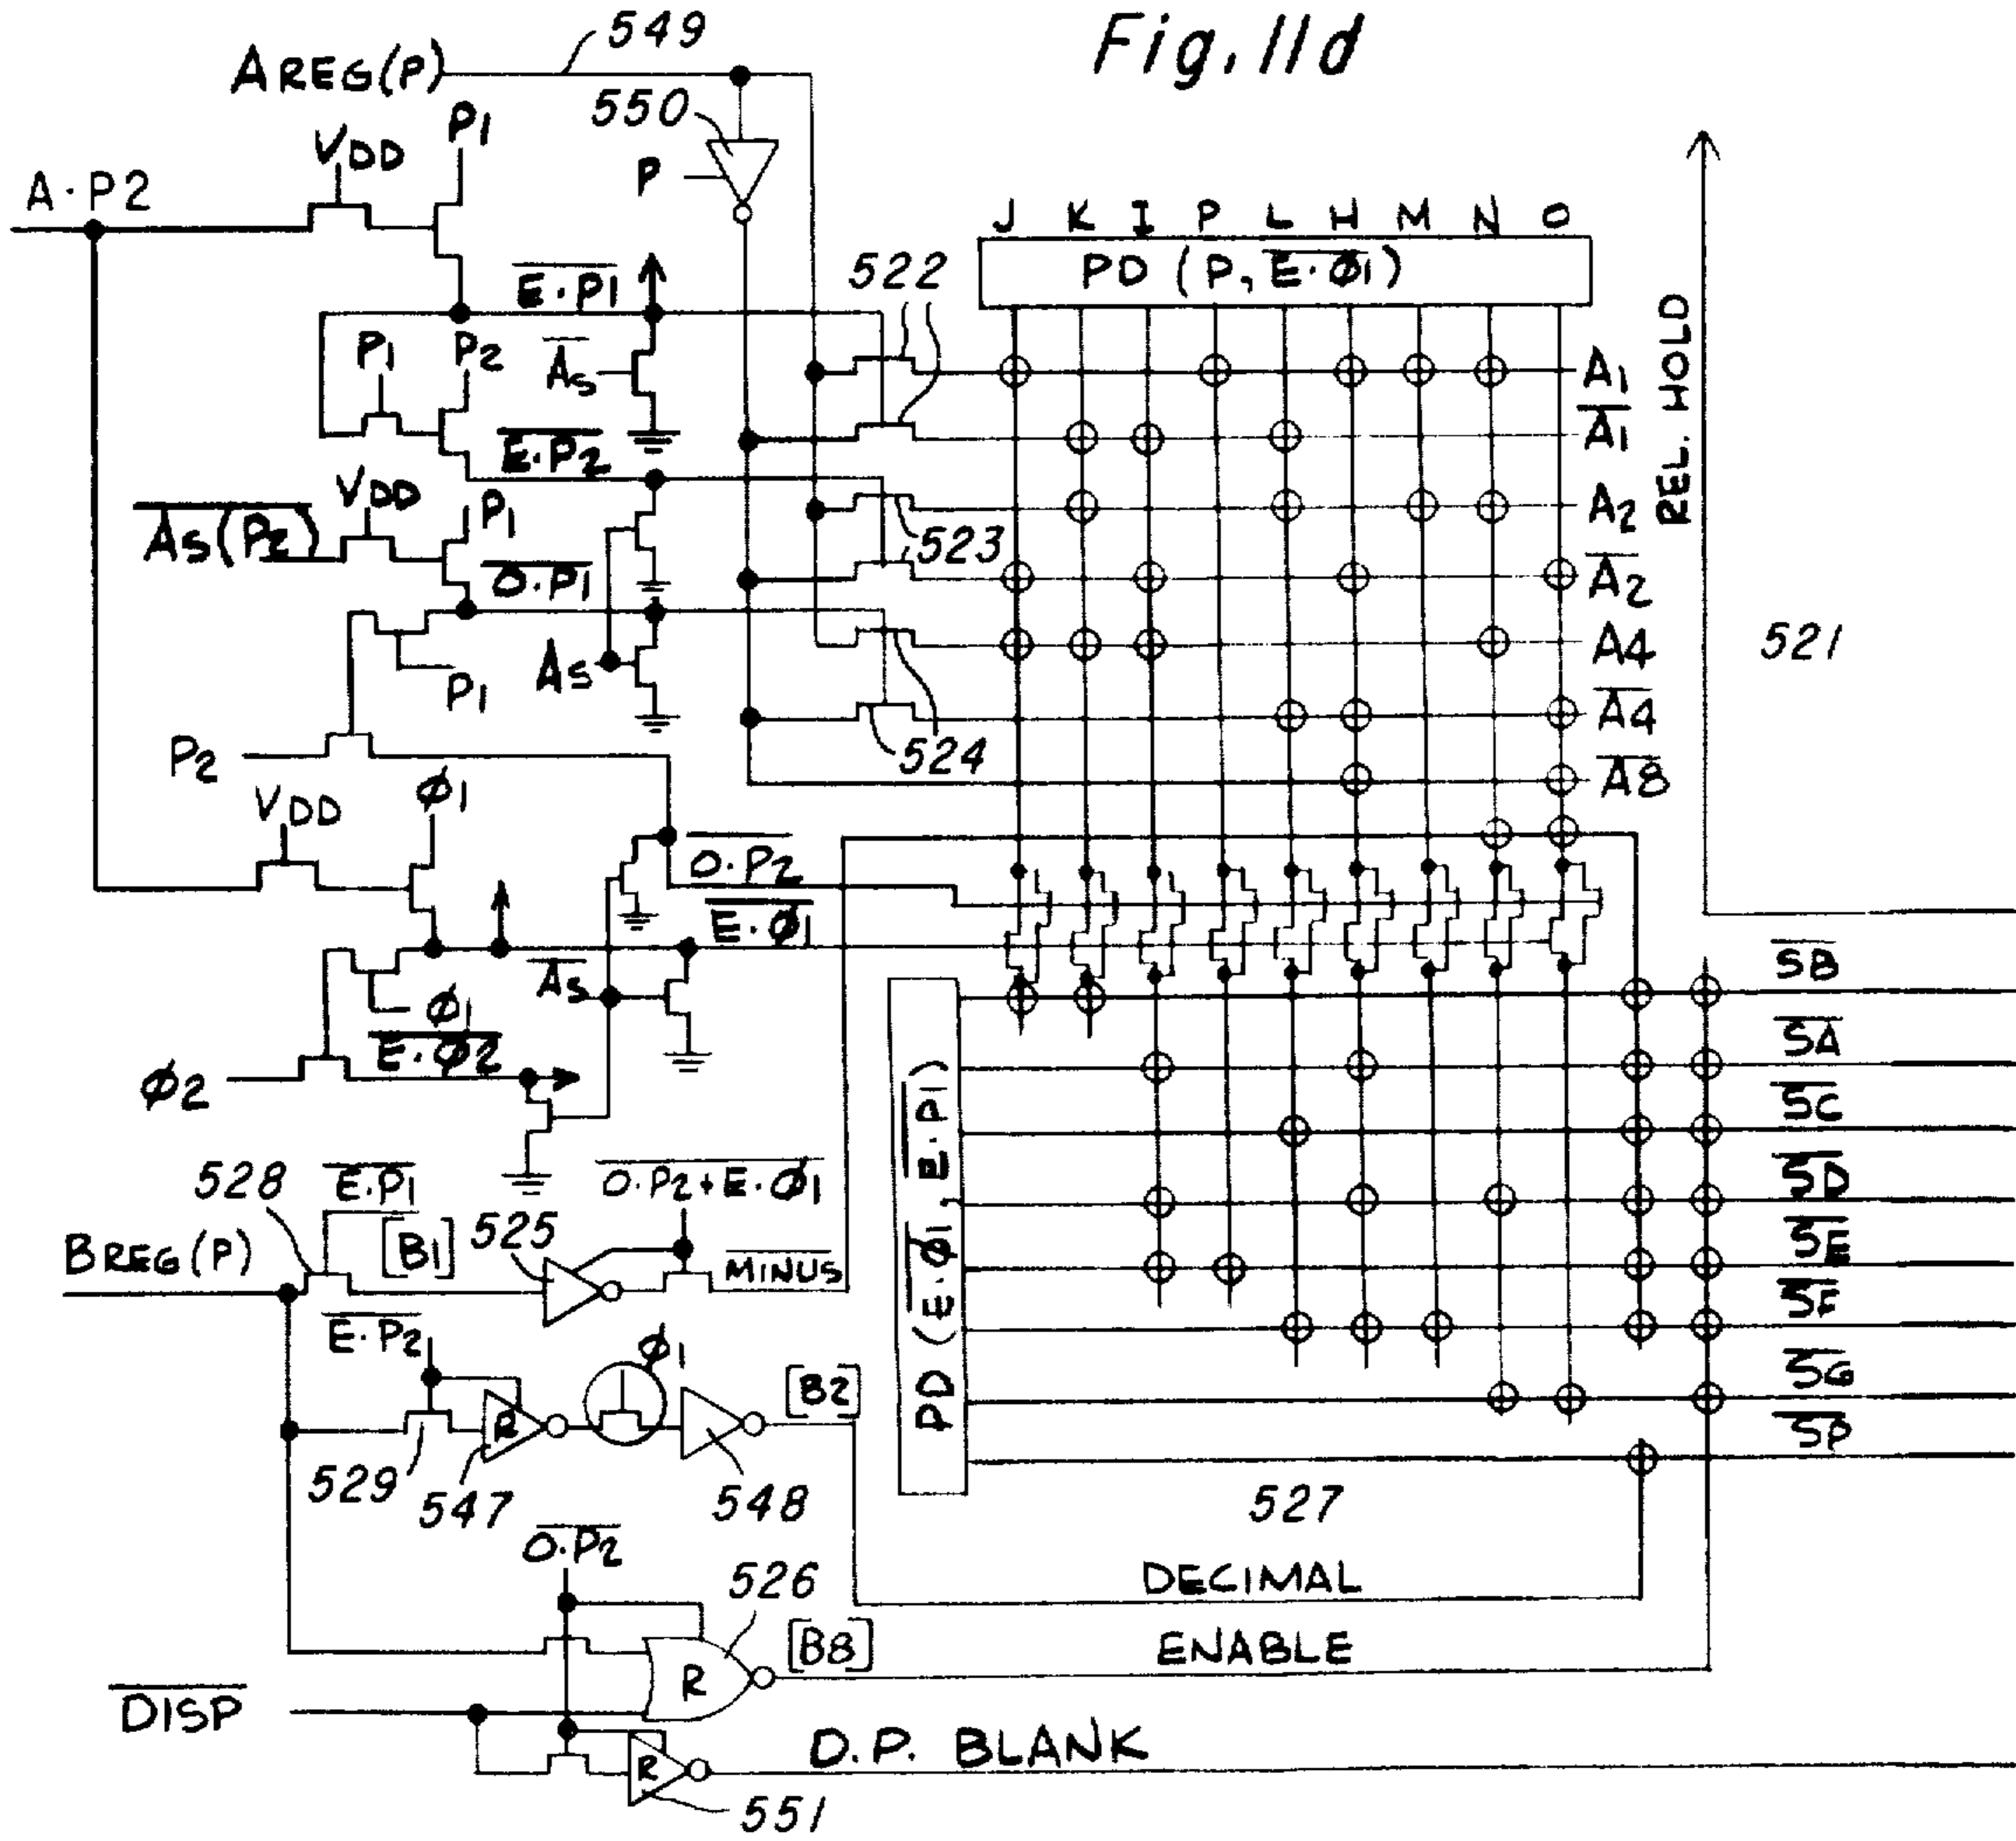 Fig. 11d
549
AREG(P)
550
P
A·P2
VDD
P1
J K I P L H M N O
PD (P, E·Φ1)
522
E·P1
P1
P2
AS
A1
A1
E·P2
VDD
AS(P2)
P1
O·P1
523
A2
A2
AS
P1
A4
A4
524
P2
A8
REL. HOLD
521
Φ1
VDD
O·P2
E·Φ1
AS
Φ1
E·Φ2
Φ2
SB
SA
SC
SD
SE
SF
SG
SP
PD (E·Φ1, E·P1)
528
E·P1
[B1]
525
O·P2+E·Φ1
BREG(P)
MINUS
E·P2
Φ1
R
[B2]
529
547
548
527
O·P2
526
DECIMAL
R
[B8]
ENABLE
DISP
R
D.P. BLANK
551